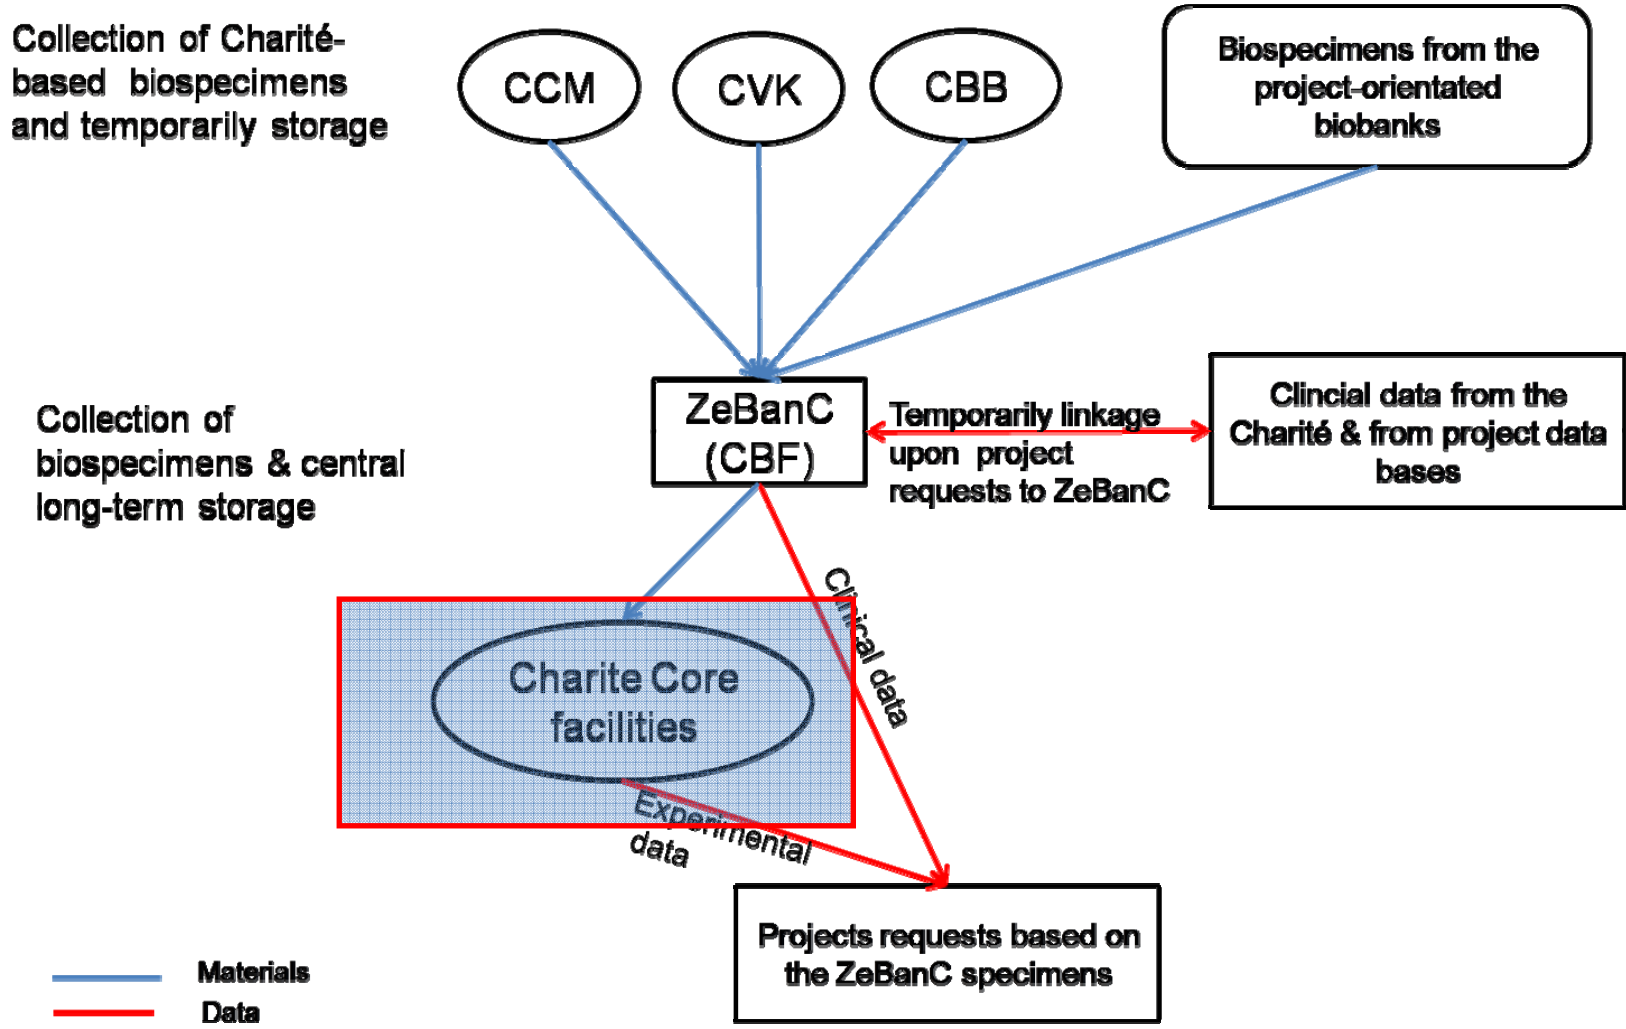 Collection of Charité-
based biospecimens
and temporarily storage
CCM
CVK
CBB
Biospecimens from the
project-orientated
biobanks
Collection of
biospecimens & central
long-term storage
ZeBanC
(CBF)
Temporarily linkage
upon project
requests to ZeBanC
Clincial data from the
Charité & from project data
bases
Charite Core
facilities
Clinical data
Experimental
data
Projects requests based on
the ZeBanC specimens
Materials
Data